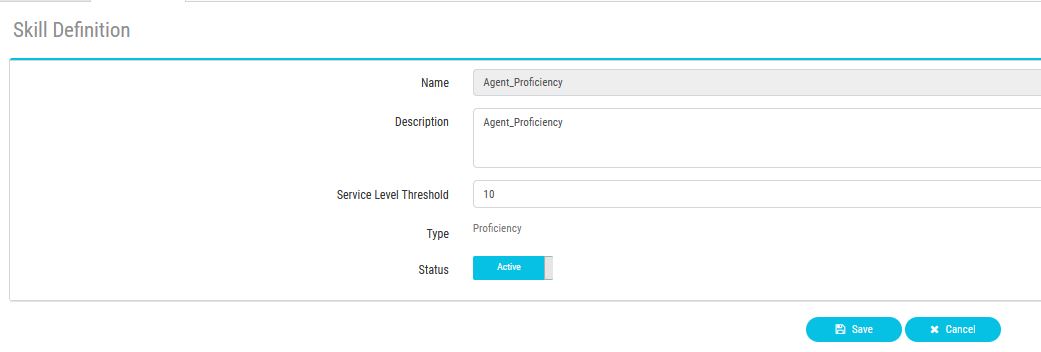 Skill Definition
Name Agent_Proficiency
Description Agent_Proficiency
Service Level Threshold 10
Type Proficiency
Status Active
Save Cancel